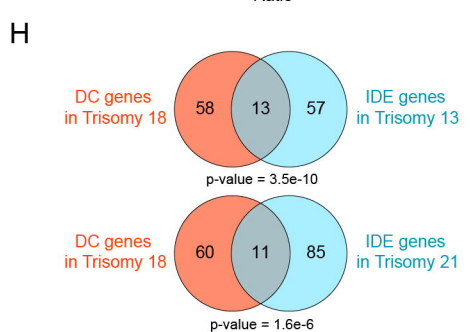 H
DC genes
in Trisomy 18
58
13
57
IDE genes
in Trisomy 13
p-value = 3.5e-10
DC genes
in Trisomy 18
60
11
85
IDE genes
in Trisomy 21
p-value = 1.6e-6